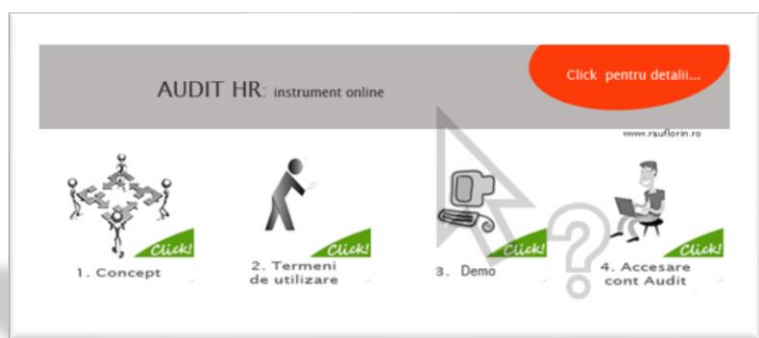 AUDIT HR: instrument online
Click pentru detalii...
www.rauflorin.ro
Click!
1. Concept
Click!
2. Termeni
de utilizare
Click!
3. Demo
Click!
4. Accesare
cont Audit
?